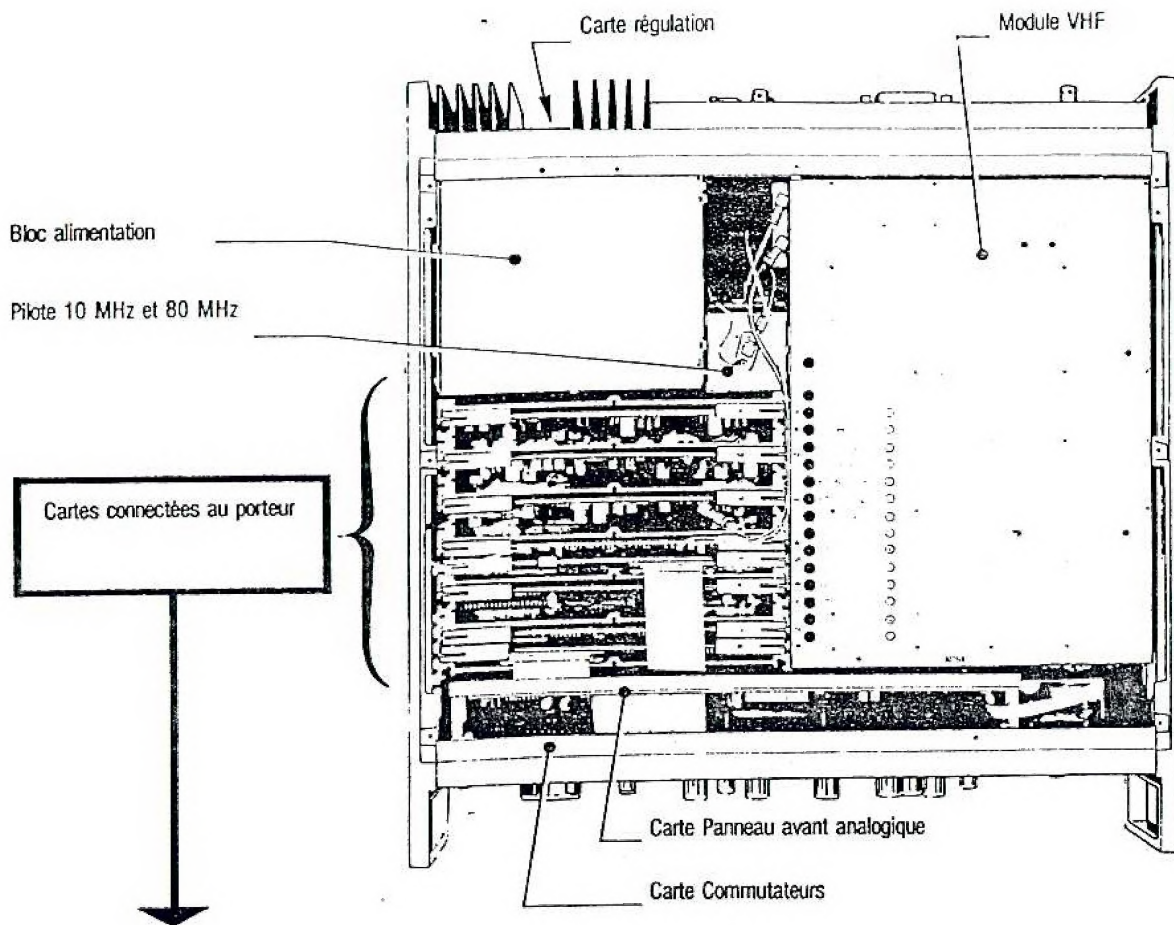 Carte régulation
Module VHF
Bloc alimentation
Pilote 10 MHz et 80 MHz
Cartes connectées au porteur
Carte Panneau avant analogique
Carte Commutateurs